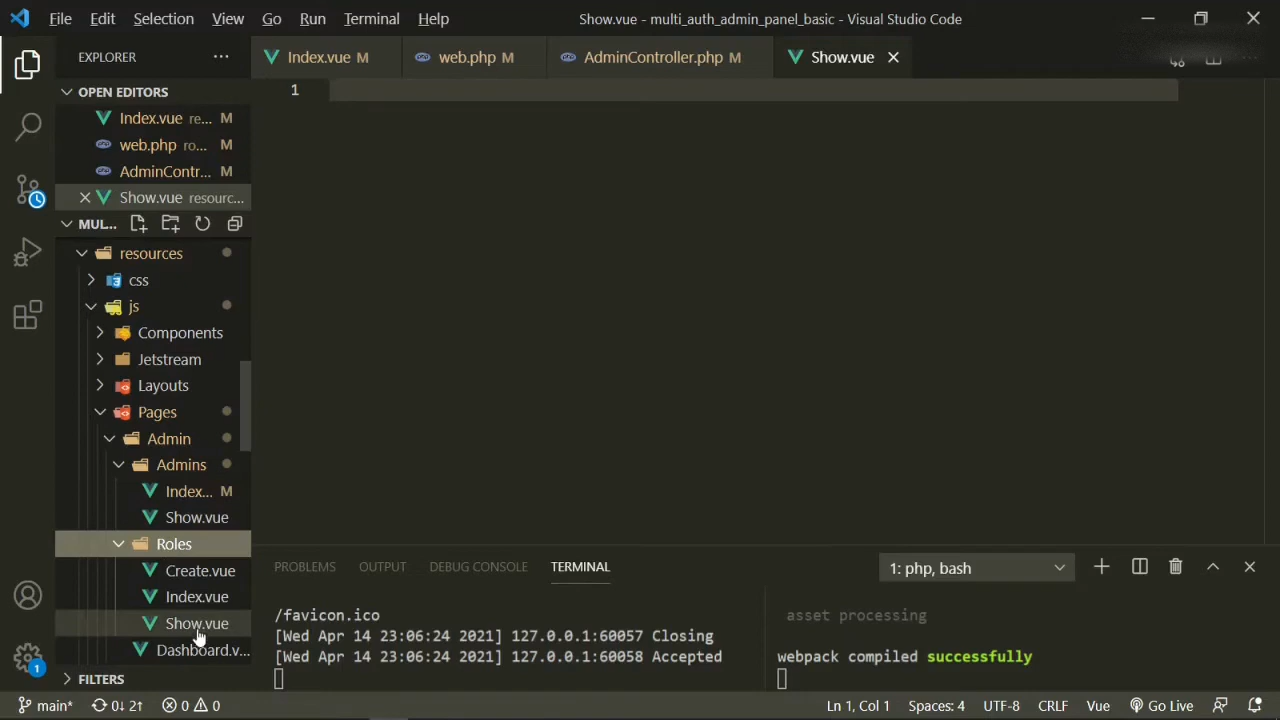 File Edit Selection View Go Run Terminal Help Show.vue - multi_auth_admin_panel_basic - Visual Studio Code
EXPLORER ... Index.vue M web.php M AdminController.php M Show.vue
OPEN EDITORS
Index.vue re... M
web.php ro... M
AdminContr... M
Show.vue resourc...
MUL...
resources
css
js
Components
Jetstream
Layouts
Pages
Admin
Admins
Index... M
Show.vue
Roles
Create.vue
Index.vue
Show.vue
Dashboard.v...
FILTERS
1
PROBLEMS OUTPUT DEBUG CONSOLE TERMINAL 1: php, bash
/favicon.ico
[Wed Apr 14 23:06:24 2021] 127.0.0.1:60057 Closing
[Wed Apr 14 23:06:24 2021] 127.0.0.1:60058 Accepted
asset processing
webpack compiled successfully
1
main* 0↓ 2↑ 0 0 Ln 1, Col 1 Spaces: 4 UTF-8 CRLF Vue Go Live